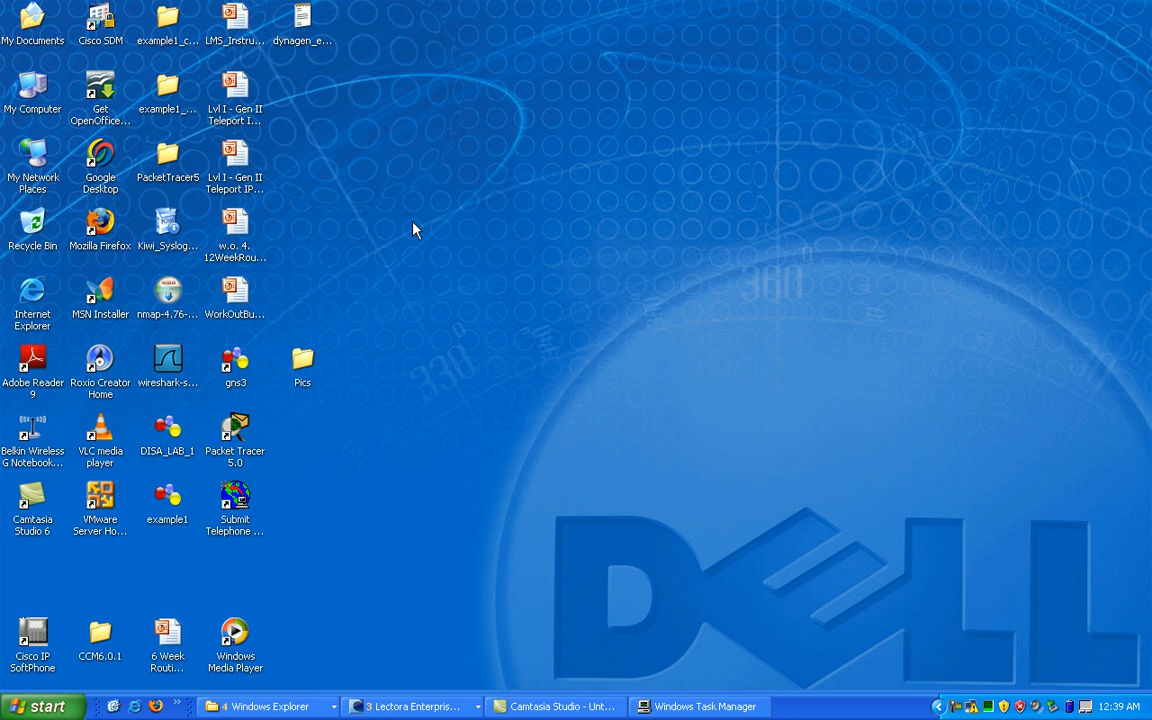 My Documents
Cisco SDM
example1_c...
LMS_Instru...
dynagen_e...
My Computer
Get
OpenOffice...
example1_...
Lvl I - Gen II
Teleport I...
My Network
Places
Google
Desktop
PacketTracer5
Lvl I - Gen II
Teleport IP...
Recycle Bin
Mozilla Firefox
Kiwi_Syslog...
w.o. 4.
12WeekRou...
Internet
Explorer
MSN Installer
nmap-4.76-...
WorkOutBu...
Adobe Reader
9
Roxio Creator
Home
wireshark-s...
gns3
Pics
Belkin Wireless
G Notebook...
VLC media
player
DISA_LAB_1
Packet Tracer
5.0
Camtasia
Studio 6
VMware
Server Ho...
example1
Submit
Telephone ...
Cisco IP
SoftPhone
CCM6.0.1
6 Week
Routi...
Windows
Media Player
360°
330°
DELL
start
4 Windows Explorer
3 Lectora Enterpris...
Camtasia Studio - Unt...
Windows Task Manager
12:39 AM